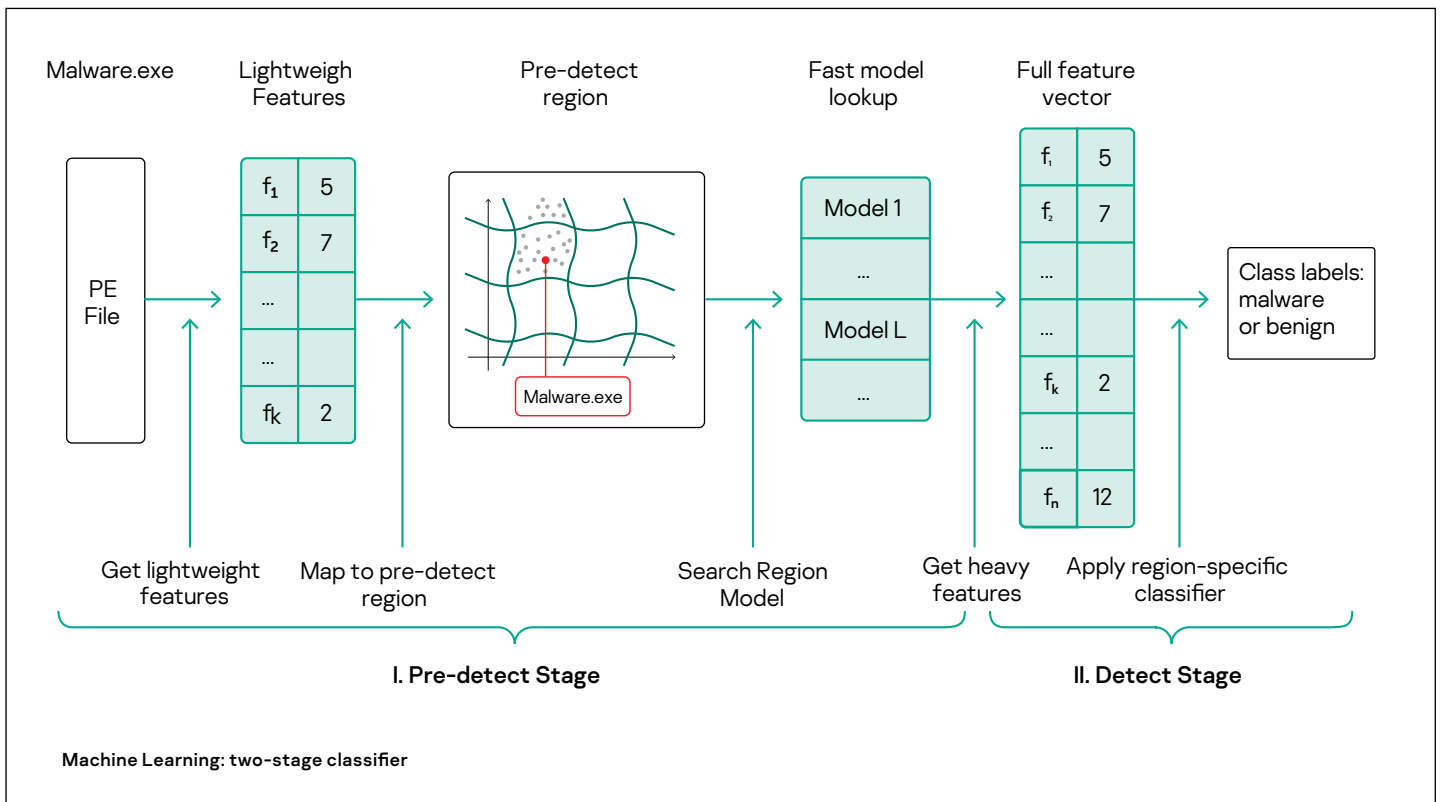 Malware.exe
Lightweigh
Features
Pre-detect
region
Fast model
lookup
Full feature
vector
PE
File
f₁ 5
f₂ 7
...
...
fk 2
Malware.exe
Model 1
...
Model L
...
f₁ 5
f₂ 7
...
...
fk 2
...
fn 12
Class labels:
malware
or benign
Get lightweight
features
Map to pre-detect
region
Search Region
Model
Get heavy
features
Apply region-specific
classifier
I. Pre-detect Stage
II. Detect Stage
Machine Learning: two-stage classifier